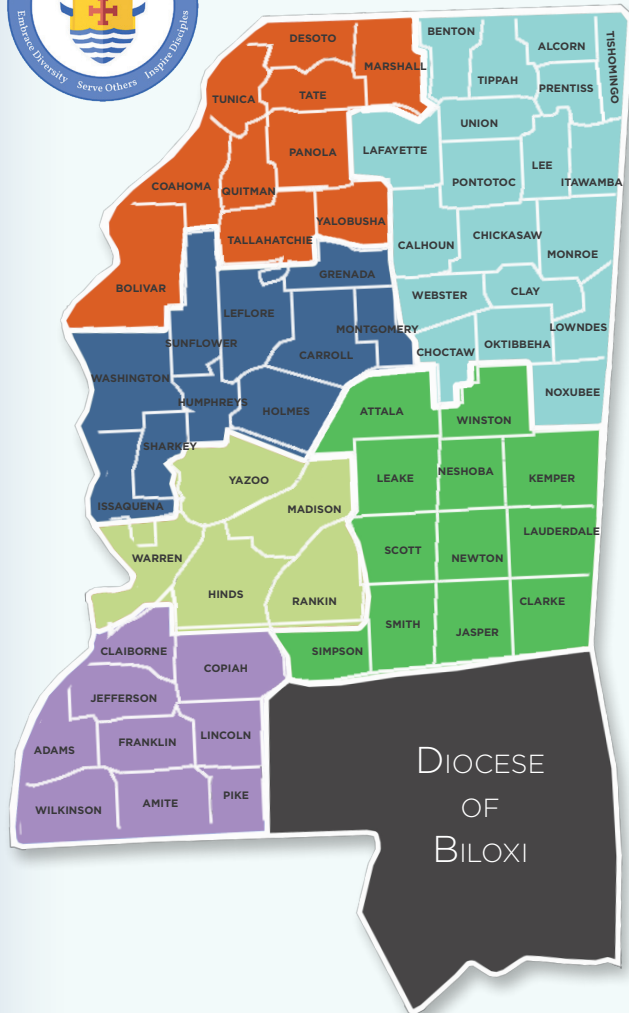 Embrace Diversity Serve Others Inspire Disciples
DESOTO
BENTON
ALCORN
TISHOMINGO
MARSHALL
TIPPAH
PRENTISS
TUNICA
TATE
UNION
LAFAYETTE
PANOLA
LEE
COAHOMA
QUITMAN
PONTOTOC
ITAWAMBA
YALOBUSHA
TALLAHATCHIE
CALHOUN
CHICKASAW
MONROE
BOLIVAR
GRENADA
WEBSTER
CLAY
LEFLORE
MONTGOMERY
LOWNDES
SUNFLOWER
CARROLL
CHOCTAW
OKTIBBEHA
WASHINGTON
NOXUBEE
HUMPHREYS
HOLMES
ATTALA
WINSTON
SHARKEY
YAZOO
LEAKE
NESHOBA
KEMPER
ISSAQUENA
MADISON
LAUDERDALE
WARREN
SCOTT
NEWTON
HINDS
RANKIN
CLARKE
SMITH
JASPER
CLAIBORNE
SIMPSON
COPIAH
JEFFERSON
ADAMS
FRANKLIN
LINCOLN
WILKINSON
AMITE
PIKE
DIOCESE
OF
BILOXI